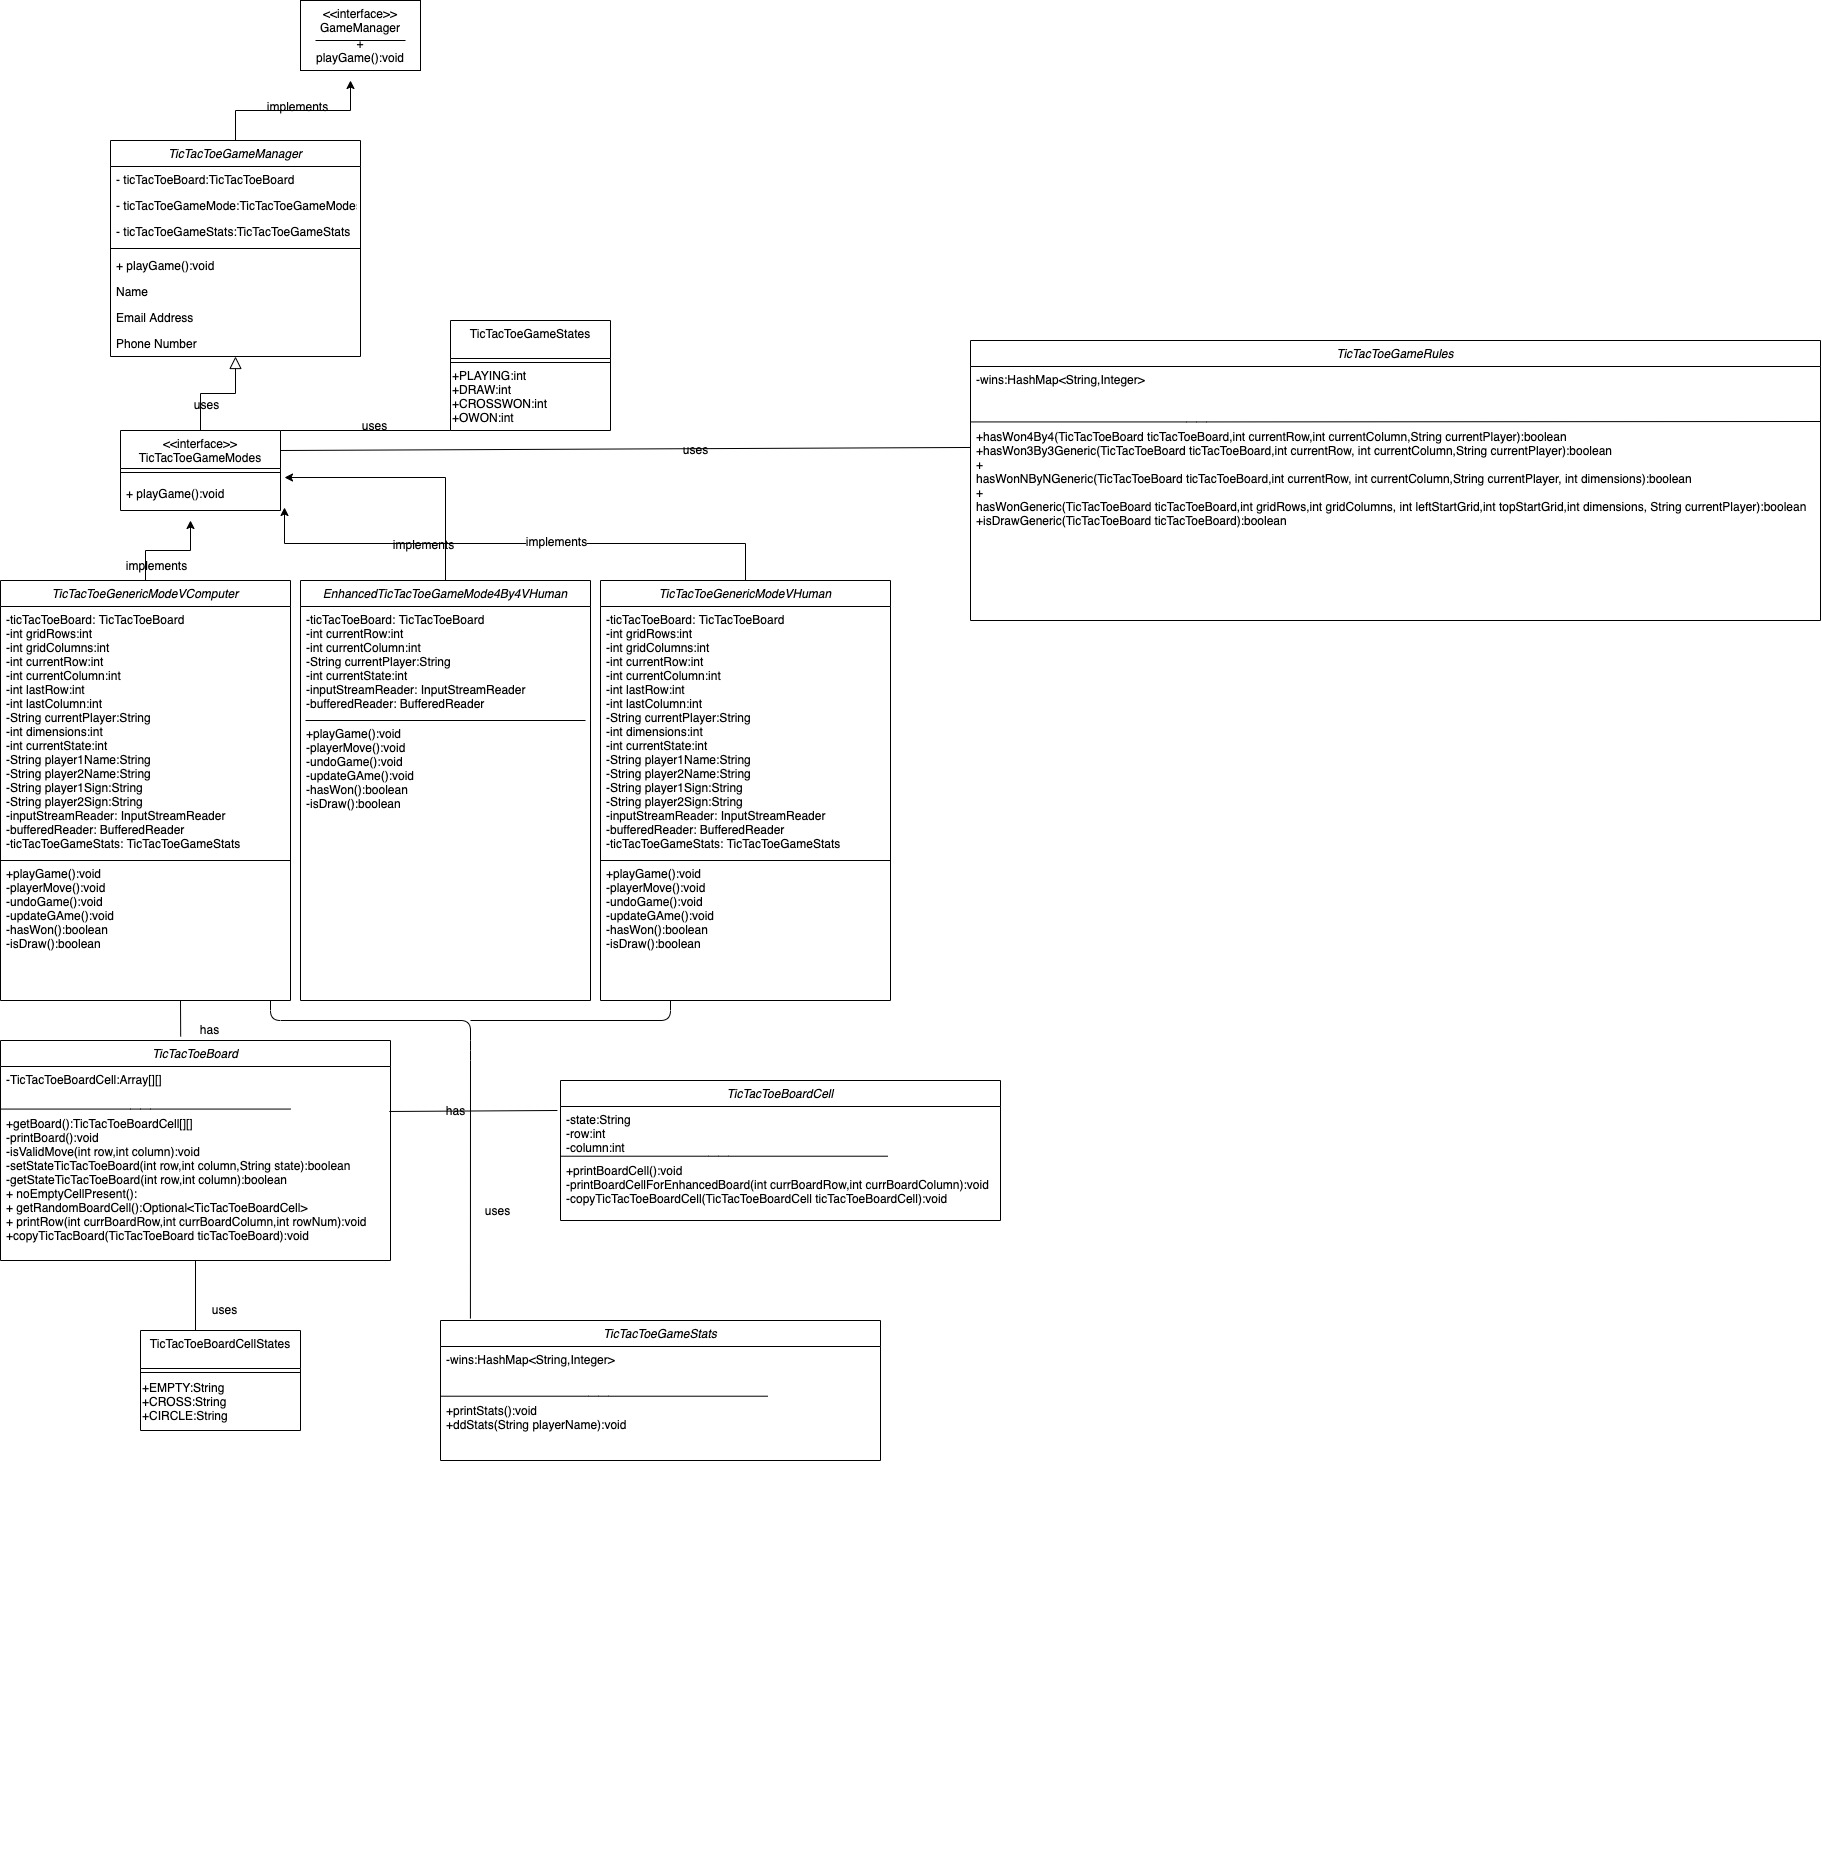 <<interface>>
GameManager
+
playGame():void
implements
TicTacToeGameManager
- ticTacToeBoard:TicTacToeBoard
- ticTacToeGameMode:TicTacToeGameModes
- ticTacToeGameStats:TicTacToeGameStats
+ playGame():void
Name
Email Address
Phone Number
uses
TicTacToeGameStates
+PLAYING:int
+DRAW:int
+CROSSWON:int
+OWON:int
uses
<<interface>>
TicTacToeGameModes
+ playGame():void
uses
TicTacToeGameRules
-wins:HashMap<String,Integer>
+hasWon4By4(TicTacToeBoard ticTacToeBoard,int currentRow,int currentColumn,String currentPlayer):boolean
+hasWon3By3Generic(TicTacToeBoard ticTacToeBoard,int currentRow, int currentColumn,String currentPlayer):boolean
+
hasWonNByNGeneric(TicTacToeBoard ticTacToeBoard,int currentRow, int currentColumn,String currentPlayer, int dimensions):boolean
+
hasWonGeneric(TicTacToeBoard ticTacToeBoard,int gridRows,int gridColumns, int leftStartGrid,int topStartGrid,int dimensions, String currentPlayer):boolean
+isDrawGeneric(TicTacToeBoard ticTacToeBoard):boolean
implements
implements
implements
TicTacToeGenericModeVComputer
-ticTacToeBoard: TicTacToeBoard
-int gridRows:int
-int gridColumns:int
-int currentRow:int
-int currentColumn:int
-int lastRow:int
-int lastColumn:int
-String currentPlayer:String
-int dimensions:int
-int currentState:int
-String player1Name:String
-String player2Name:String
-String player1Sign:String
-String player2Sign:String
-inputStreamReader: InputStreamReader
-bufferedReader: BufferedReader
-ticTacToeGameStats: TicTacToeGameStats
+playGame():void
-playerMove():void
-undoGame():void
-updateGAme():void
-hasWon():boolean
-isDraw():boolean
EnhancedTicTacToeGameMode4By4VHuman
-ticTacToeBoard: TicTacToeBoard
-int currentRow:int
-int currentColumn:int
-String currentPlayer:String
-int currentState:int
-inputStreamReader: InputStreamReader
-bufferedReader: BufferedReader
+playGame():void
-playerMove():void
-undoGame():void
-updateGAme():void
-hasWon():boolean
-isDraw():boolean
TicTacToeGenericModeVHuman
-ticTacToeBoard: TicTacToeBoard
-int gridRows:int
-int gridColumns:int
-int currentRow:int
-int currentColumn:int
-int lastRow:int
-int lastColumn:int
-String currentPlayer:String
-int dimensions:int
-int currentState:int
-String player1Name:String
-String player2Name:String
-String player1Sign:String
-String player2Sign:String
-inputStreamReader: InputStreamReader
-bufferedReader: BufferedReader
-ticTacToeGameStats: TicTacToeGameStats
+playGame():void
-playerMove():void
-undoGame():void
-updateGAme():void
-hasWon():boolean
-isDraw():boolean
has
TicTacToeBoard
-TicTacToeBoardCell:Array[][]
+getBoard():TicTacToeBoardCell[][]
-printBoard():void
-isValidMove(int row,int column):void
-setStateTicTacToeBoard(int row,int column,String state):boolean
-getStateTicTacToeBoard(int row,int column):boolean
+ noEmptyCellPresent():
+ getRandomBoardCell():Optional<TicTacToeBoardCell>
+ printRow(int currBoardRow,int currBoardColumn,int rowNum):void
+copyTicTacBoard(TicTacToeBoard ticTacToeBoard):void
has
TicTacToeBoardCell
-state:String
-row:int
-column:int
+printBoardCell():void
-printBoardCellForEnhancedBoard(int currBoardRow,int currBoardColumn):void
-copyTicTacToeBoardCell(TicTacToeBoardCell ticTacToeBoardCell):void
uses
uses
TicTacToeBoardCellStates
+EMPTY:String
+CROSS:String
+CIRCLE:String
TicTacToeGameStats
-wins:HashMap<String,Integer>
+printStats():void
+ddStats(String playerName):void